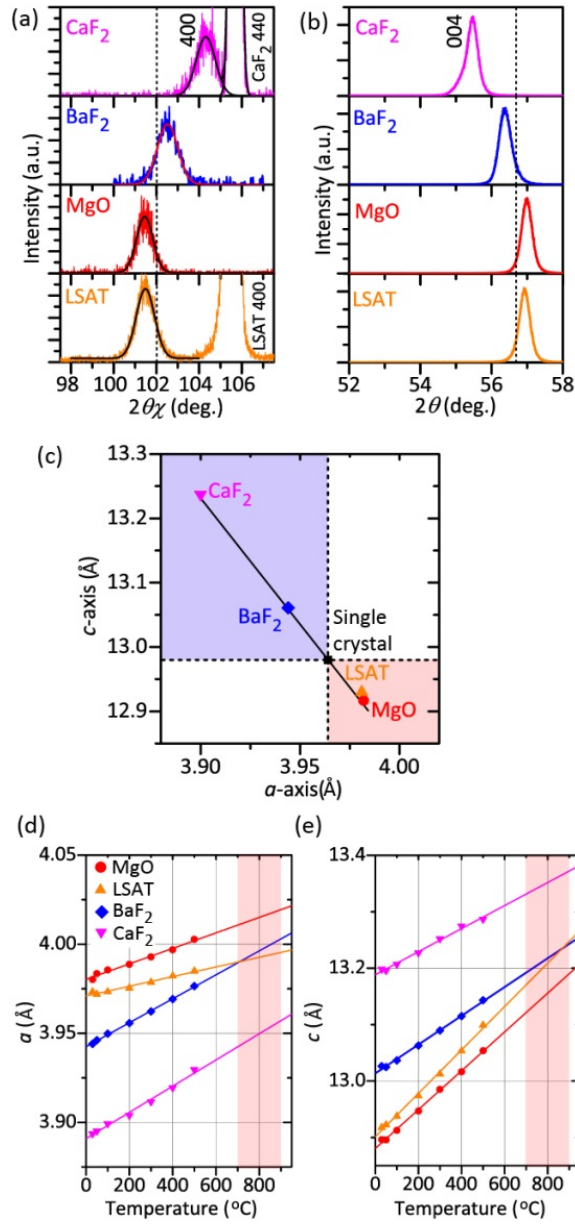 (a)
CaF2
400
CaF2 440
BaF2
MgO
LSAT
LSAT 400
Intensity (a.u.)
98 100 102 104 106
2θχ (deg.)
(b)
CaF2
004
BaF2
MgO
LSAT
Intensity (a.u.)
52 54 56 58
2θ (deg.)
(c)
13.3
13.2
13.1
13.0
12.9
c-axis (Å)
CaF2
BaF2
Single
crystal
LSAT
MgO
3.90 3.95 4.00
a-axis(Å)
(d)
4.05
4.00
3.95
3.90
3.85
a (Å)
MgO
LSAT
BaF2
CaF2
0 200 400 600 800
Temperature (°C)
(e)
13.4
13.2
13.0
c (Å)
0 200 400 600 800
Temperature (°C)